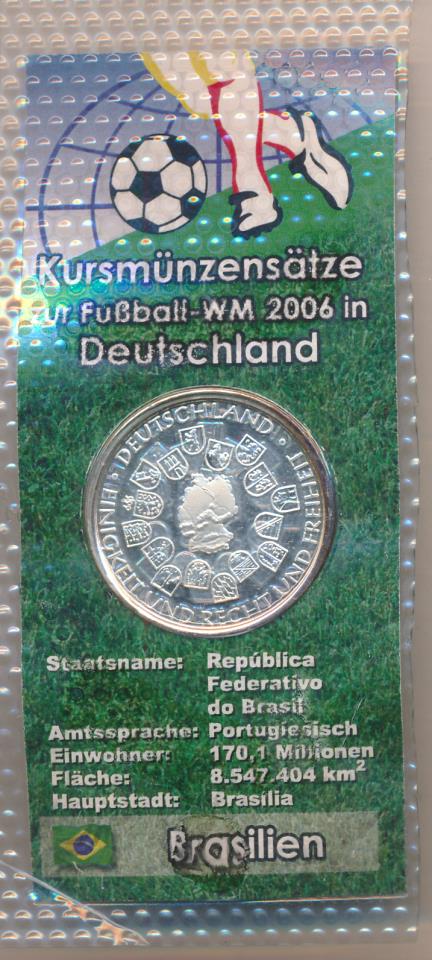 Kursmünzensätze
zur Fußball-WM 2006 in
Deutschland
DEUTSCHLAND
EINIGKEIT UND RECHT UND FREIHEIT
Staatsname: República
Federativo
do Brasil
Amtssprache: Portugiesisch
Einwohner: 170,1 Millionen
Fläche: 8.547.404 km²
Hauptstadt: Brasília
Brasilien